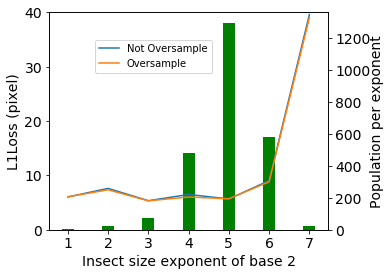 40
30
20
10
0
L1Loss (pixel)
Not Oversample
Oversample
1200
1000
800
600
400
200
0
Population per exponent
1 2 3 4 5 6 7
Insect size exponent of base 2